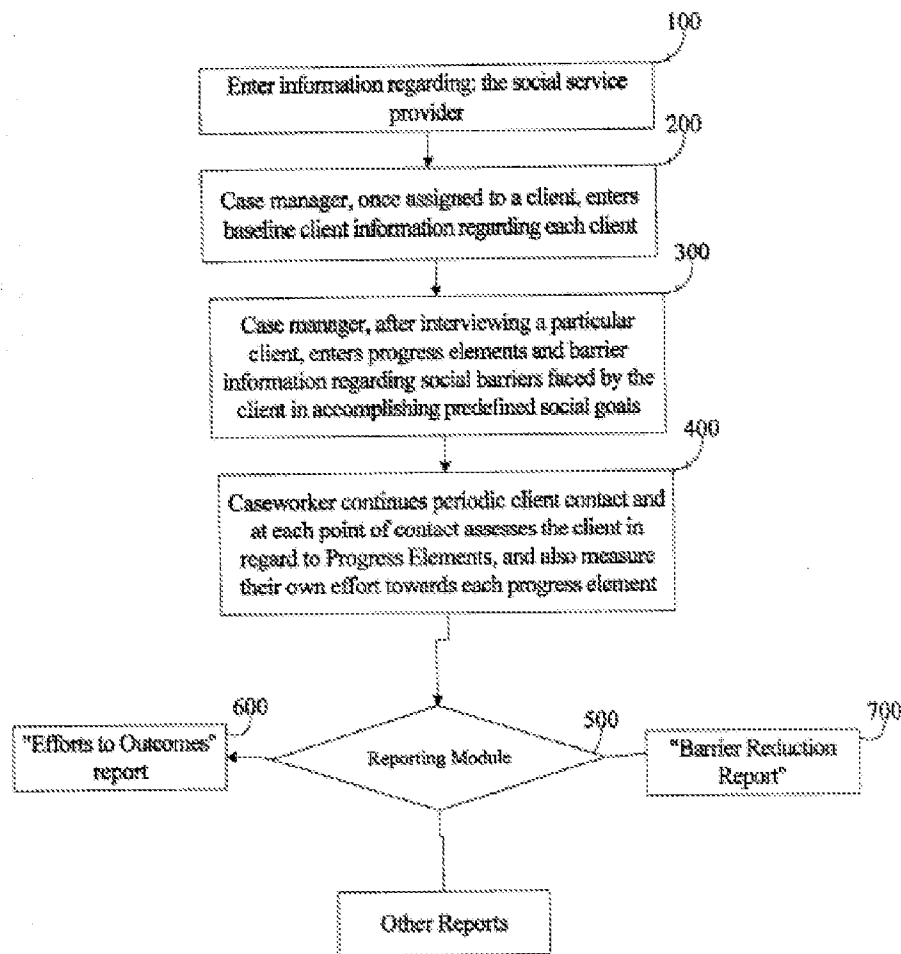 100
Enter information regarding: the social service
provider
200
Case manager, once assigned to a client, enters
baseline client information regarding each client
300
Case manager, after interviewing a particular
client, enters progress elements and barrier
information regarding social barriers faced by the
client in accomplishing predefined social goals
400
Caseworker continues periodic client contact and
at each point of contact assesses the client in
regard to Progress Elements, and also measure
their own effort towards each progress element
600
"Efforts to Outcomes"
report
500
Reporting Module
700
"Barrier Reduction
Report"
Other Reports